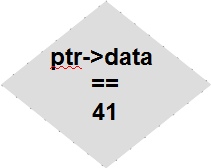 ptr->data
==
41